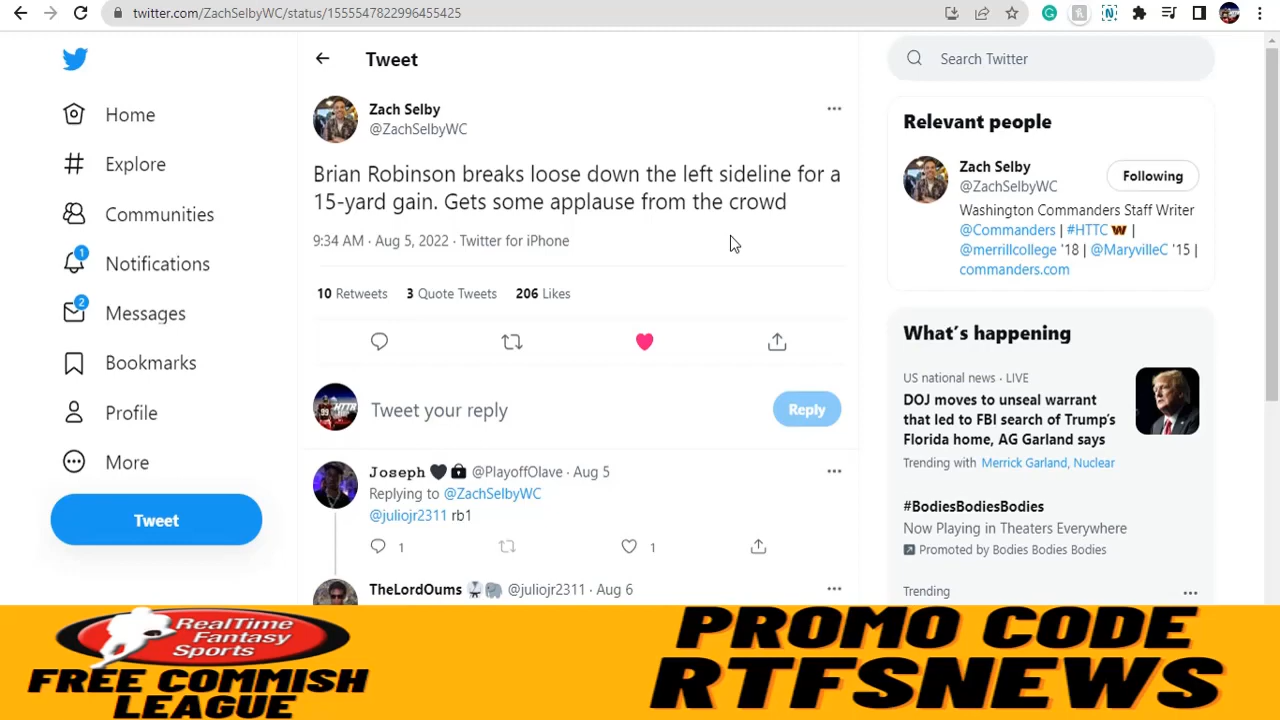 twitter.com/ZachSelbyWC/status/1555547822996455425
Home
Explore
Communities
1
Notifications
2
Messages
Bookmarks
Profile
More
Tweet
Tweet
Zach Selby
@ZachSelbyWC
Brian Robinson breaks loose down the left sideline for a
15-yard gain. Gets some applause from the crowd
9:34 AM · Aug 5, 2022 · Twitter for iPhone
10 Retweets 3 Quote Tweets 206 Likes
Tweet your reply
Reply
Joseph @PlayoffOlave · Aug 5
Replying to @ZachSelbyWC
@juliojr2311 rb1
1 1
TheLordOums @juliojr2311 · Aug 6
Search Twitter
Relevant people
Zach Selby
@ZachSelbyWC
Following
Washington Commanders Staff Writer
@Commanders | #HTTC W |
@merrillcollege '18 | @MaryvilleC '15 |
commanders.com
What's happening
US national news · LIVE
DOJ moves to unseal warrant
that led to FBI search of Trump's
Florida home, AG Garland says
Trending with Merrick Garland, Nuclear
#BodiesBodiesBodies
Now Playing in Theaters Everywhere
Promoted by Bodies Bodies Bodies
Trending
RealTime
Fantasy
Sports
FREE COMMISH
LEAGUE
PROMO CODE
RTFSNEWS